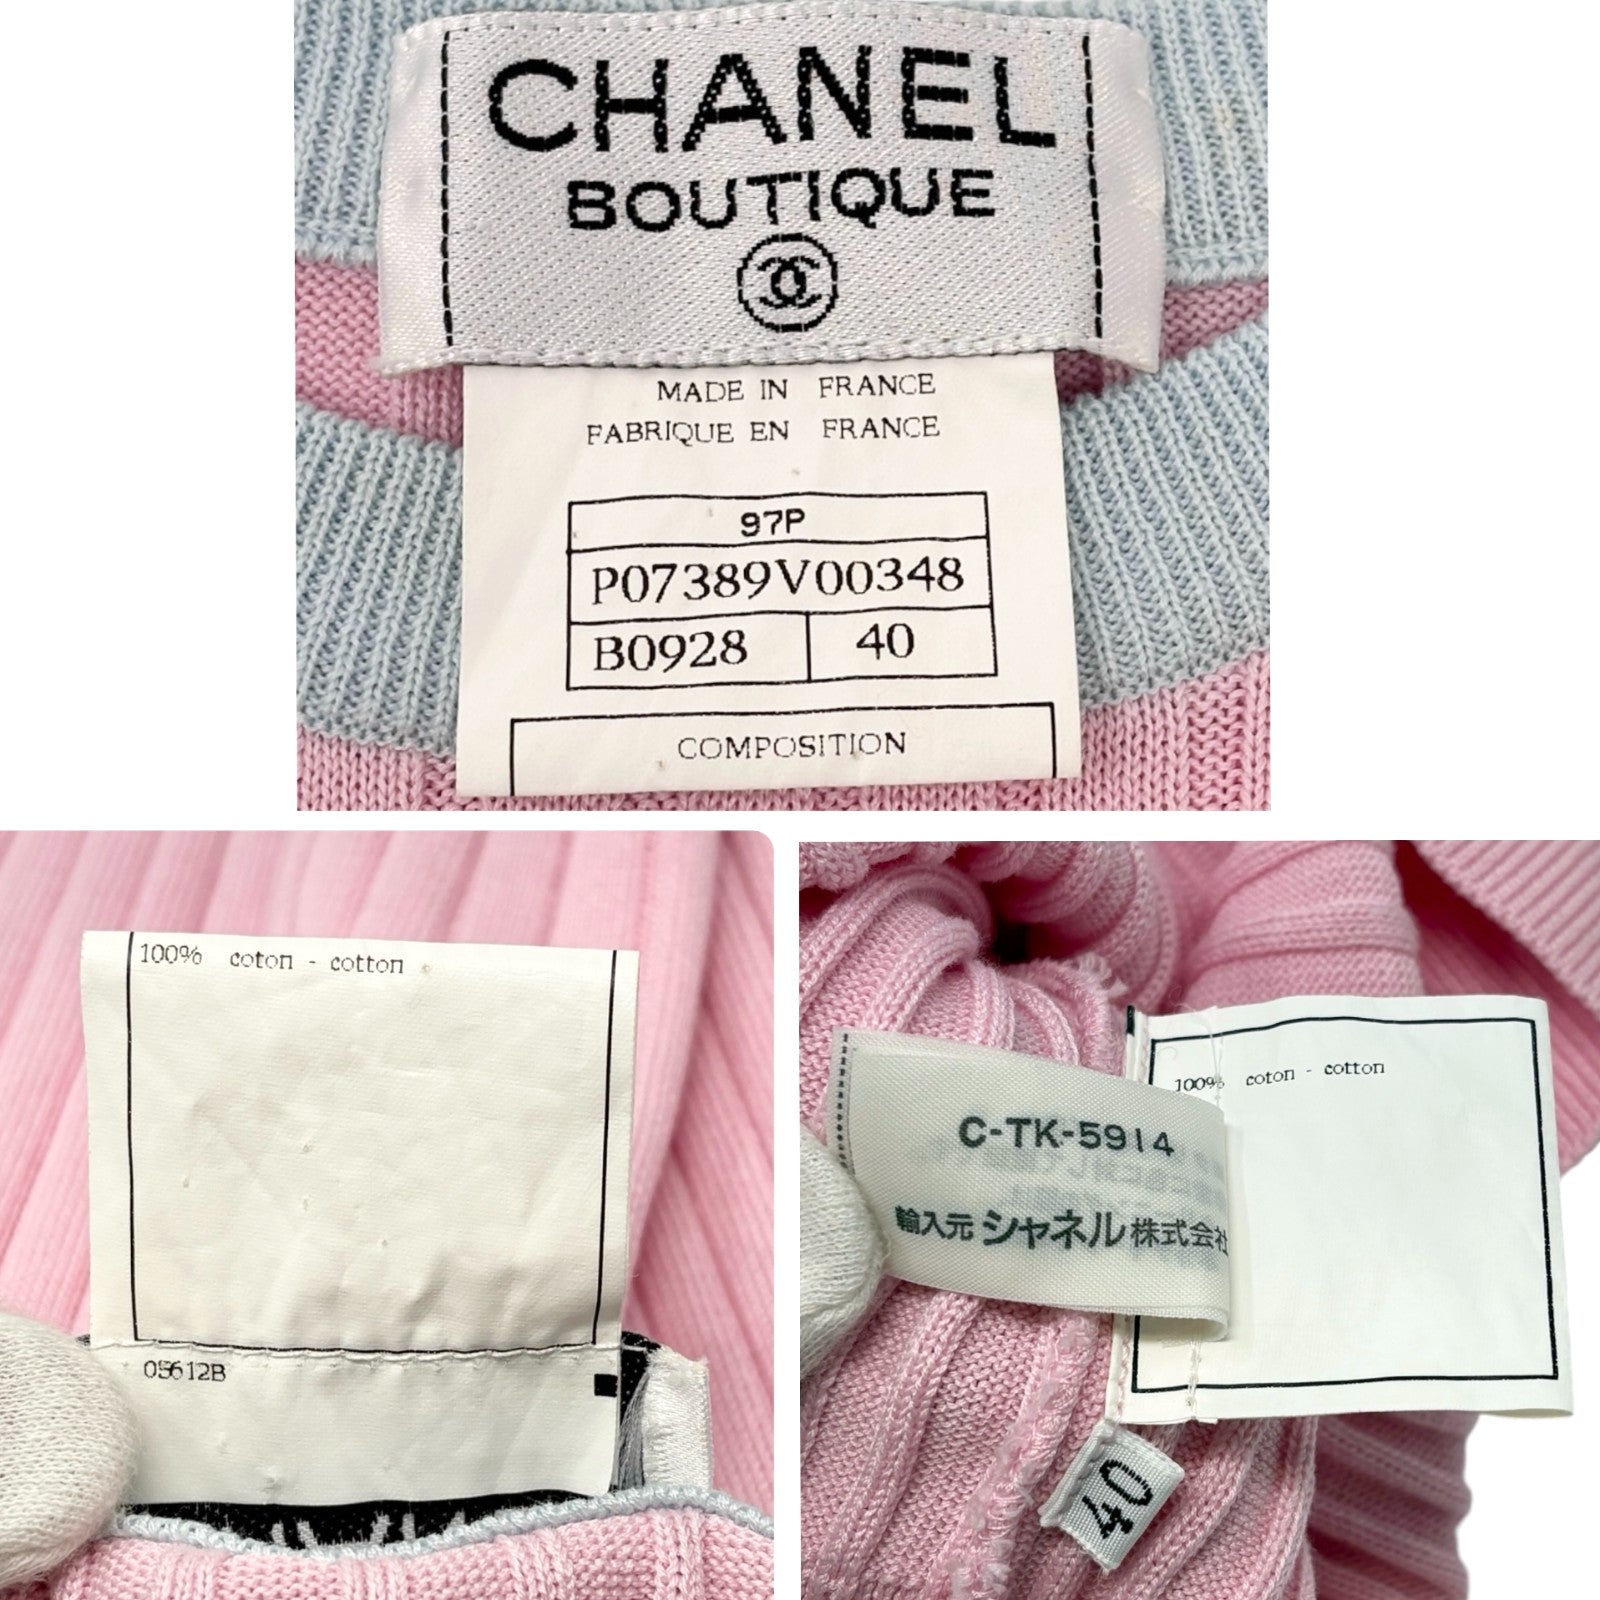 CHANEL
BOUTIQUE
MADE IN FRANCE
FABRIQUE EN FRANCE
97P
P07389V00348
B0928 40
COMPOSITION
100% coton - cotton
05612B
100% coton - cotton
C-TK-5914
輸入元 シャネル株式会社
40